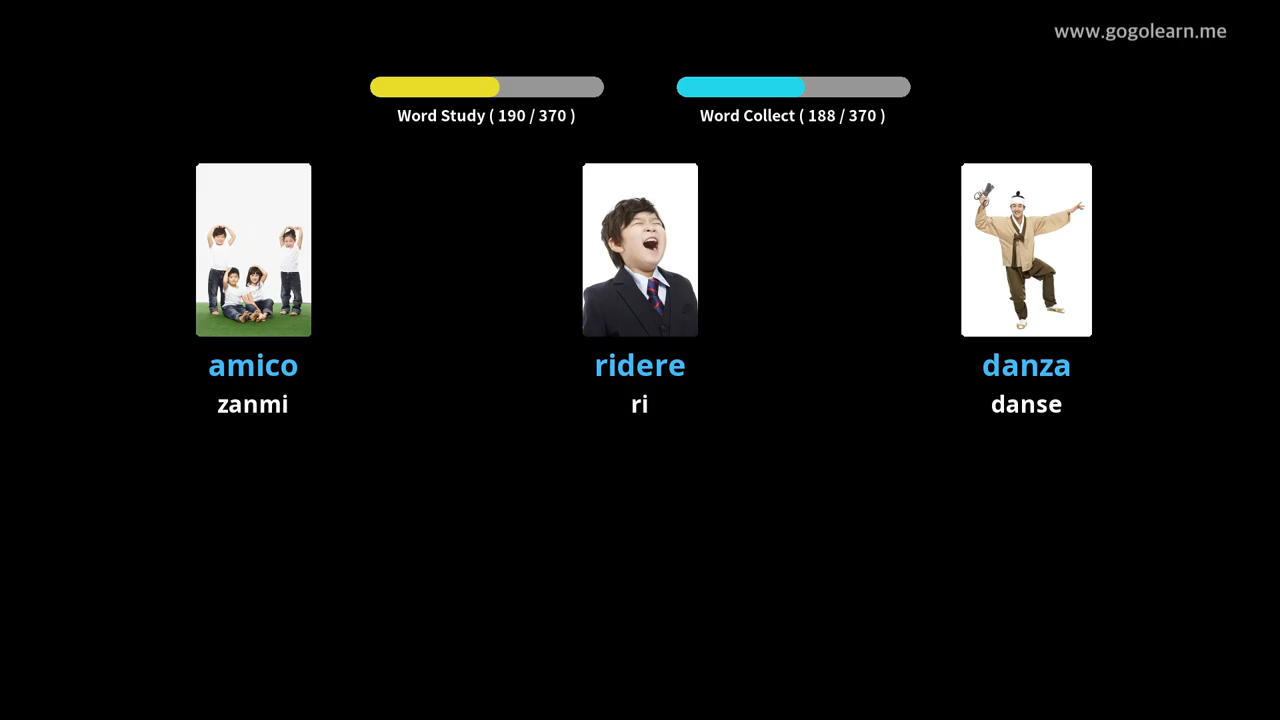 www.gogolearn.me
Word Study ( 190 / 370 )
Word Collect ( 188 / 370 )
amico
zanmi
ridere
ri
danza
danse